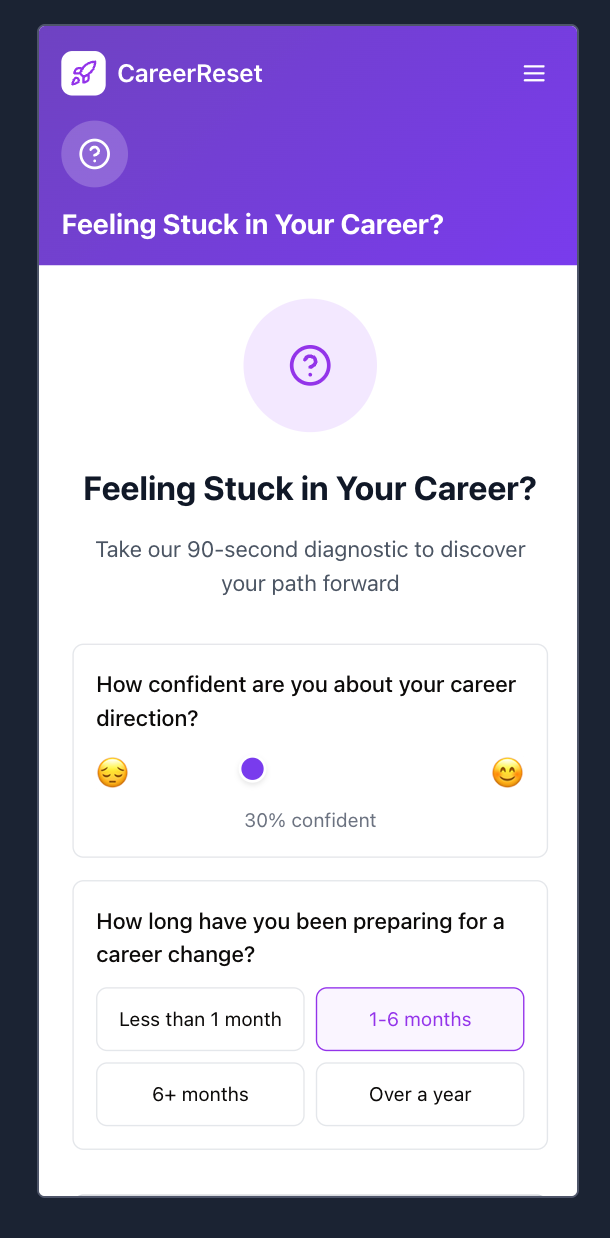 CareerReset
Feeling Stuck in Your Career?
Feeling Stuck in Your Career?
Take our 90-second diagnostic to discover
your path forward
How confident are you about your career
direction?
30% confident
How long have you been preparing for a
career change?
Less than 1 month
1-6 months
6+ months
Over a year